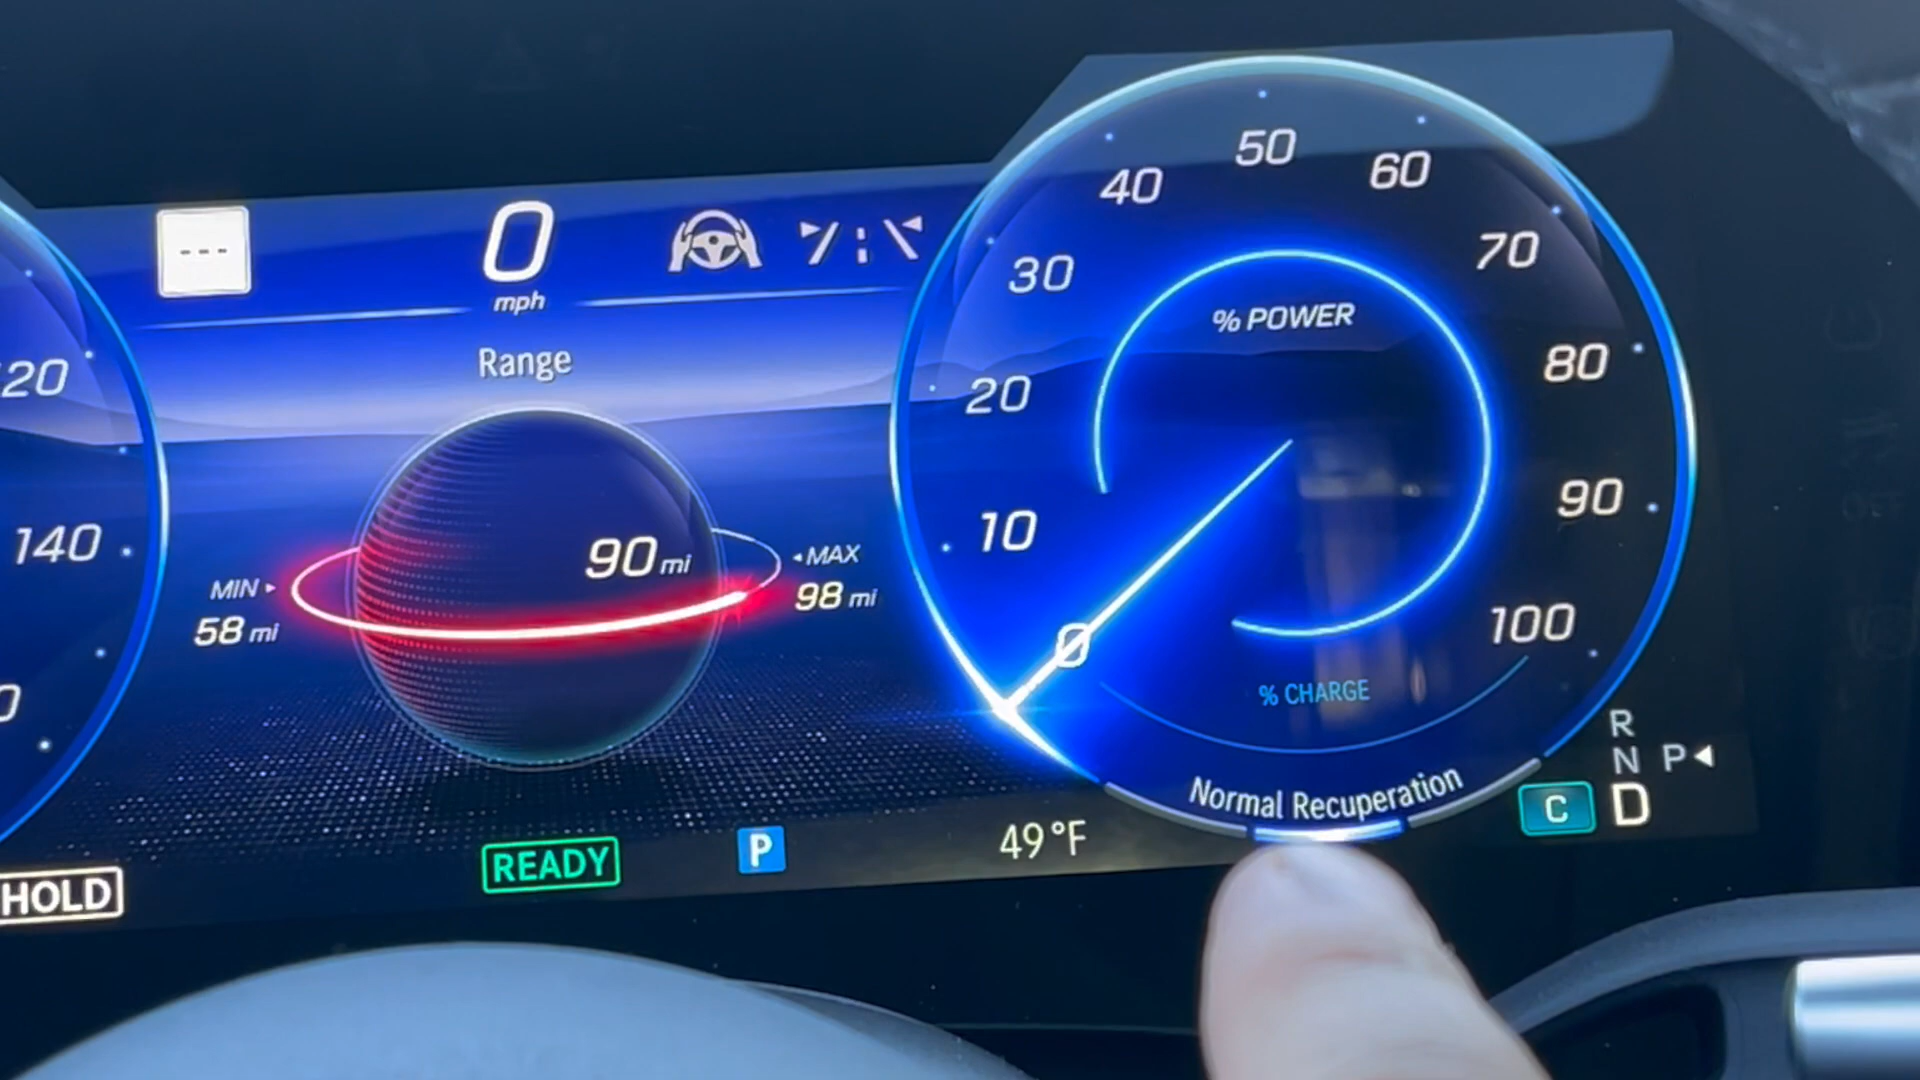 ---
0
mph
Range
90 mi
MIN
58 mi
MAX
98 mi
20
140
0
HOLD
READY
P
49°F
0
10
20
30
40
50
60
70
80
90
100
% POWER
% CHARGE
Normal Recuperation
C
R
N
P
D